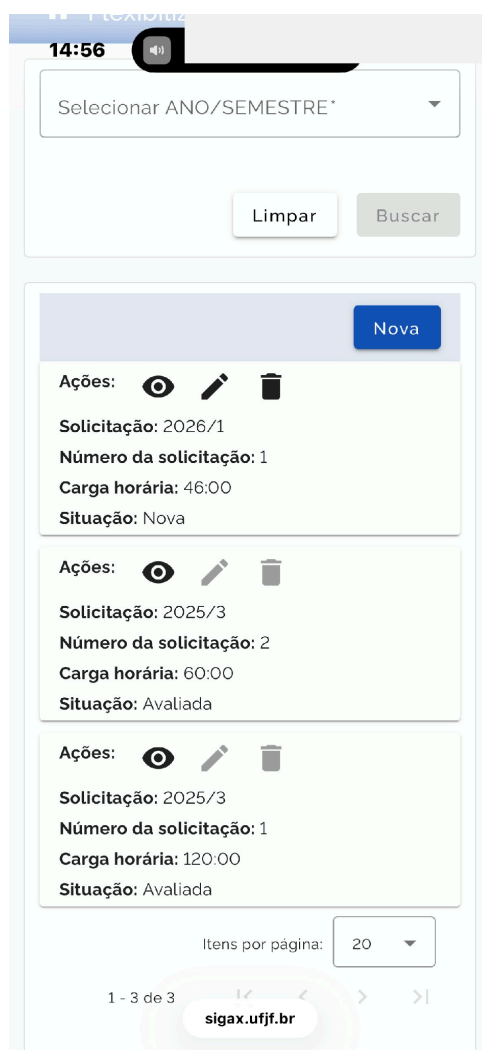 14:56
Selecionar ANO/SEMESTRE*
Limpar
Buscar
Nova
Ações:
Solicitação: 2026/1
Número da solicitação: 1
Carga horária: 46:00
Situação: Nova
Ações:
Solicitação: 2025/3
Número da solicitação: 2
Carga horária: 60:00
Situação: Avaliada
Ações:
Solicitação: 2025/3
Número da solicitação: 1
Carga horária: 120:00
Situação: Avaliada
Itens por página: 20
1 - 3 de 3
sigax.ufjf.br